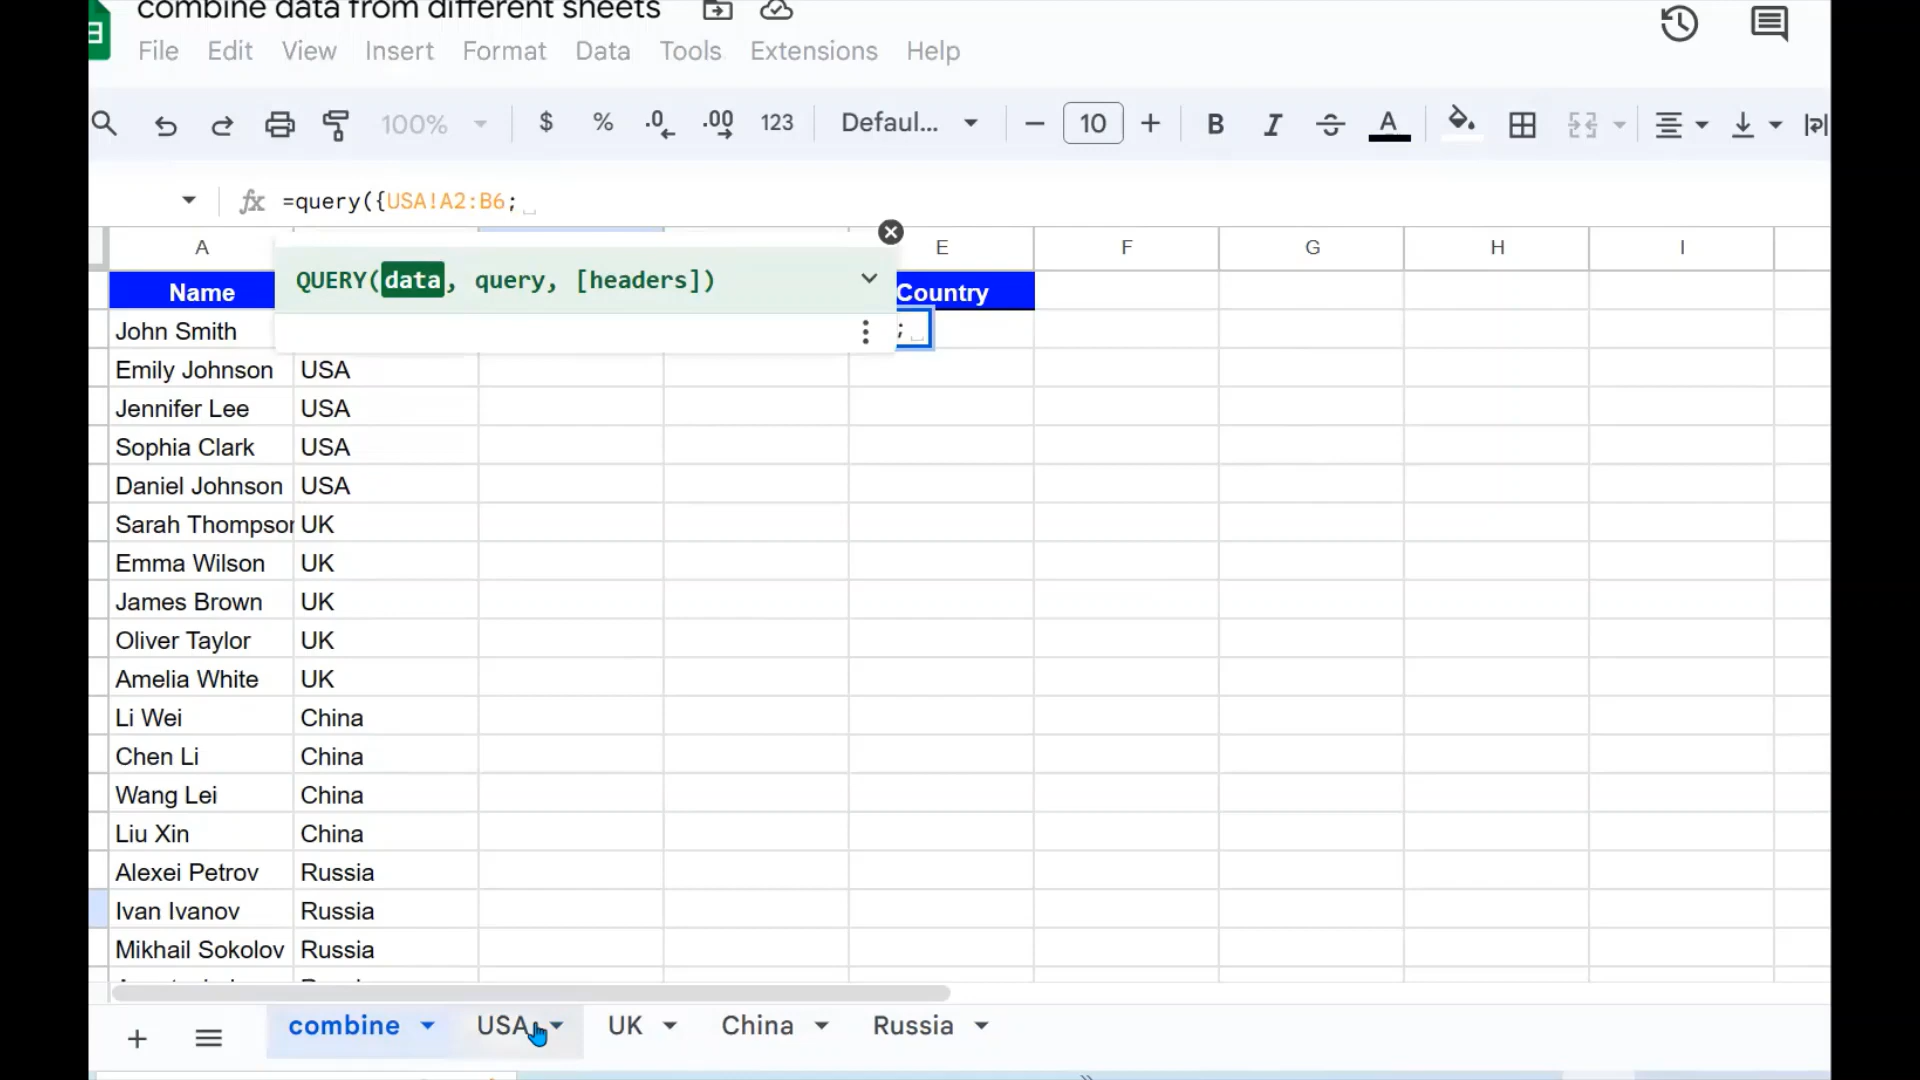 combine data from different sheets
File Edit View Insert Format Data Tools Extensions Help
100% $ % .0 .00 123 Defaul... 10 B I A
fx =query({USA!A2:B6;
A E F G H I
QUERY(data, query, [headers])
Name Country
John Smith ;
Emily Johnson USA
Jennifer Lee USA
Sophia Clark USA
Daniel Johnson USA
Sarah Thompson UK
Emma Wilson UK
James Brown UK
Oliver Taylor UK
Amelia White UK
Li Wei China
Chen Li China
Wang Lei China
Liu Xin China
Alexei Petrov Russia
Ivan Ivanov Russia
Mikhail Sokolov Russia
combine USA UK China Russia